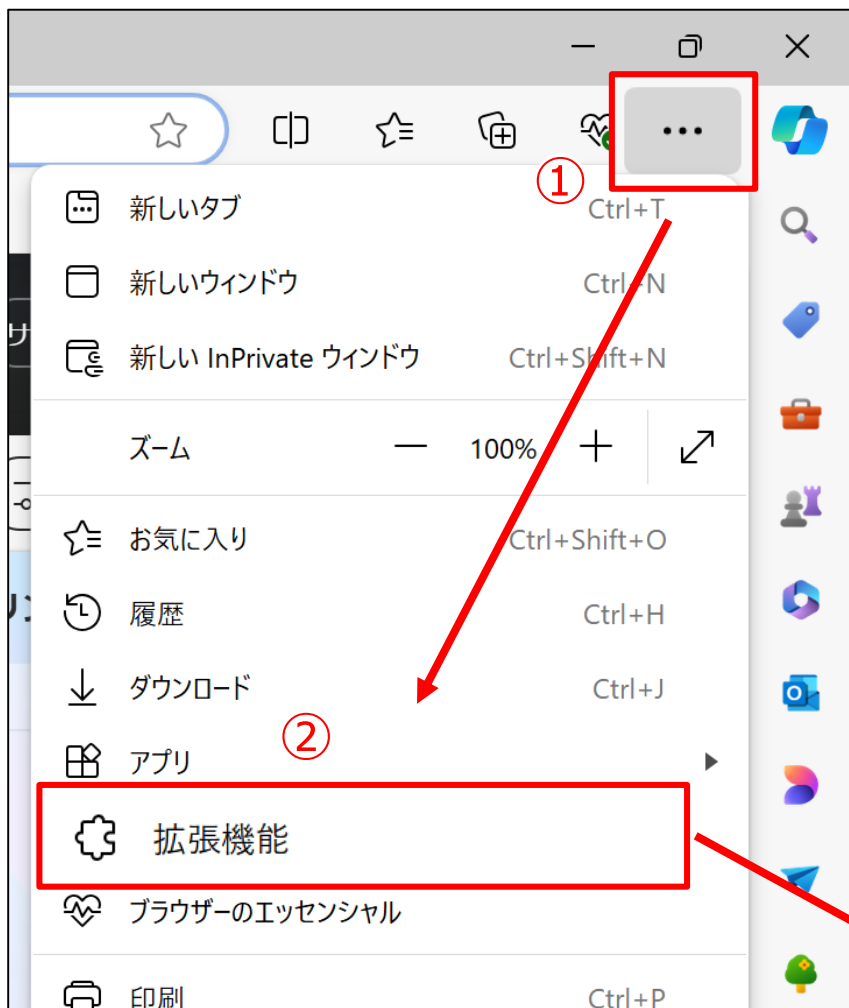 ①
新しいタブ Ctrl+T
新しいウィンドウ Ctrl+N
新しい InPrivate ウィンドウ Ctrl+Shift+N
サ
ズーム 100%
お気に入り Ctrl+Shift+O
履歴 Ctrl+H
ダウンロード Ctrl+J
②
アプリ
拡張機能
ブラウザーのエッセンシャル
印刷 Ctrl+P